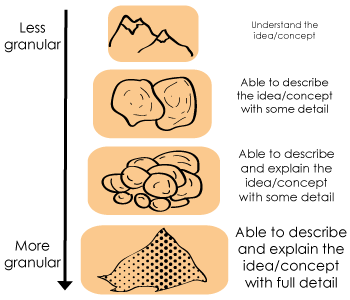 Less
granular
Understand the
idea/concept
Able to describe
the idea/concept
with some detail
Able to describe
and explain the
idea/concept
with some detail
More
granular
Able to describe
and explain the
idea/concept
with full detail